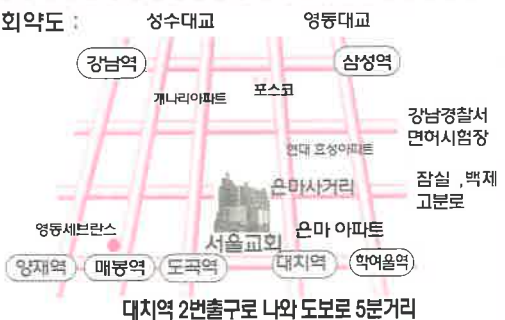 회약도 :
성수대교
영동대교
강남역
삼성역
개나리아파트
포스코
강남경찰서
면허시험장
현대 효성아파트
은마사거리
잠실 ,백제
고분로
영동세브란스
서울교회
은마 아파트
양재역
매봉역
도곡역
대치역
학여울역
대치역 2번출구로 나와 도보로 5분거리